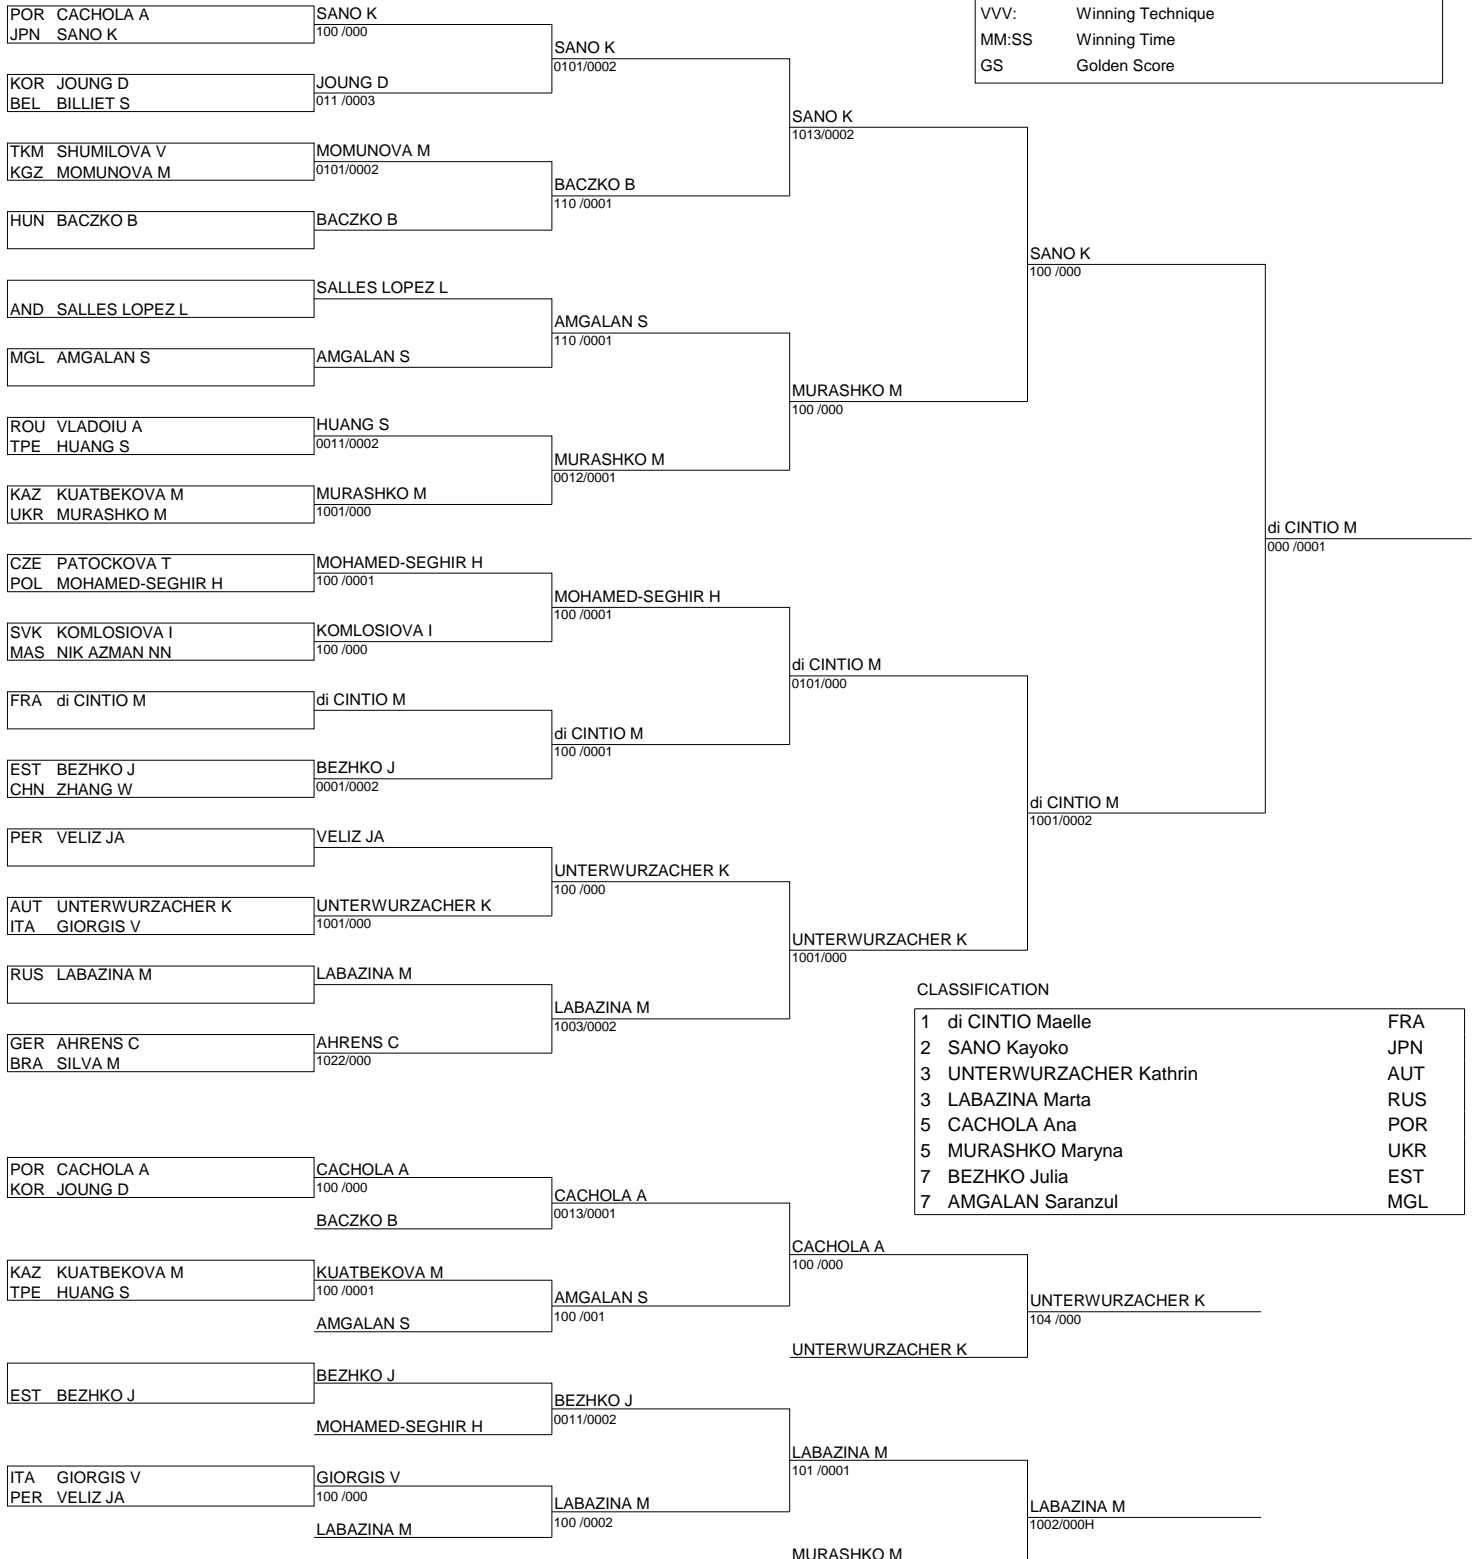 VVV: Winning Technique
MM:SS Winning Time
GS Golden Score
POR CACHOLA A
JPN SANO K
KOR JOUNG D
BEL BILLIET S
TKM SHUMILOVA V
KGZ MOMUNOVA M
HUN BACZKO B
AND SALLES LOPEZ L
MGL AMGALAN S
ROU VLADOIU A
TPE HUANG S
KAZ KUATBEKOVA M
UKR MURASHKO M
CZE PATOCKOVA T
POL MOHAMED-SEGHIR H
SVK KOMLOSIOVA I
MAS NIK AZMAN NN
FRA di CINTIO M
EST BEZHKO J
CHN ZHANG W
PER VELIZ JA
AUT UNTERWURZACHER K
ITA GIORGIS V
RUS LABAZINA M
GER AHRENS C
BRA SILVA M
SANO K
100 /000
JOUNG D
011 /0003
MOMUNOVA M
0101/0002
BACZKO B
SALLES LOPEZ L
AMGALAN S
HUANG S
0011/0002
MURASHKO M
1001/000
MOHAMED-SEGHIR H
100 /0001
KOMLOSIOVA I
100 /000
di CINTIO M
BEZHKO J
0001/0002
VELIZ JA
UNTERWURZACHER K
1001/000
LABAZINA M
AHRENS C
1022/000
SANO K
0101/0002
BACZKO B
110 /0001
AMGALAN S
110 /0001
MURASHKO M
0012/0001
MOHAMED-SEGHIR H
100 /0001
di CINTIO M
100 /0001
UNTERWURZACHER K
100 /000
LABAZINA M
1003/0002
SANO K
1013/0002
MURASHKO M
100 /000
di CINTIO M
0101/000
UNTERWURZACHER K
1001/000
SANO K
100 /000
di CINTIO M
1001/0002
di CINTIO M
000 /0001
CLASSIFICATION
1 di CINTIO Maelle FRA
2 SANO Kayoko JPN
3 UNTERWURZACHER Kathrin AUT
3 LABAZINA Marta RUS
5 CACHOLA Ana POR
5 MURASHKO Maryna UKR
7 BEZHKO Julia EST
7 AMGALAN Saranzul MGL
POR CACHOLA A
KOR JOUNG D
KAZ KUATBEKOVA M
TPE HUANG S
EST BEZHKO J
ITA GIORGIS V
PER VELIZ JA
CACHOLA A
100 /000
BACZKO B
KUATBEKOVA M
100 /0001
AMGALAN S
BEZHKO J
MOHAMED-SEGHIR H
GIORGIS V
100 /000
LABAZINA M
CACHOLA A
0013/0001
AMGALAN S
100 /001
BEZHKO J
0011/0002
LABAZINA M
100 /0002
CACHOLA A
100 /000
UNTERWURZACHER K
LABAZINA M
101 /0001
MURASHKO M
UNTERWURZACHER K
104 /000
LABAZINA M
1002/000H